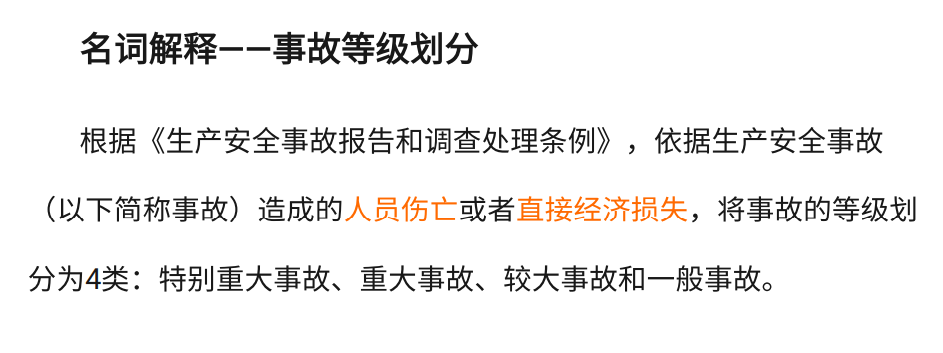 名词解释——事故等级划分
根据《生产安全事故报告和调查处理条例》，依据生产安全事故
（以下简称事故）造成的人员伤亡或者直接经济损失，将事故的等级划
分为4类：特别重大事故、重大事故、较大事故和一般事故。